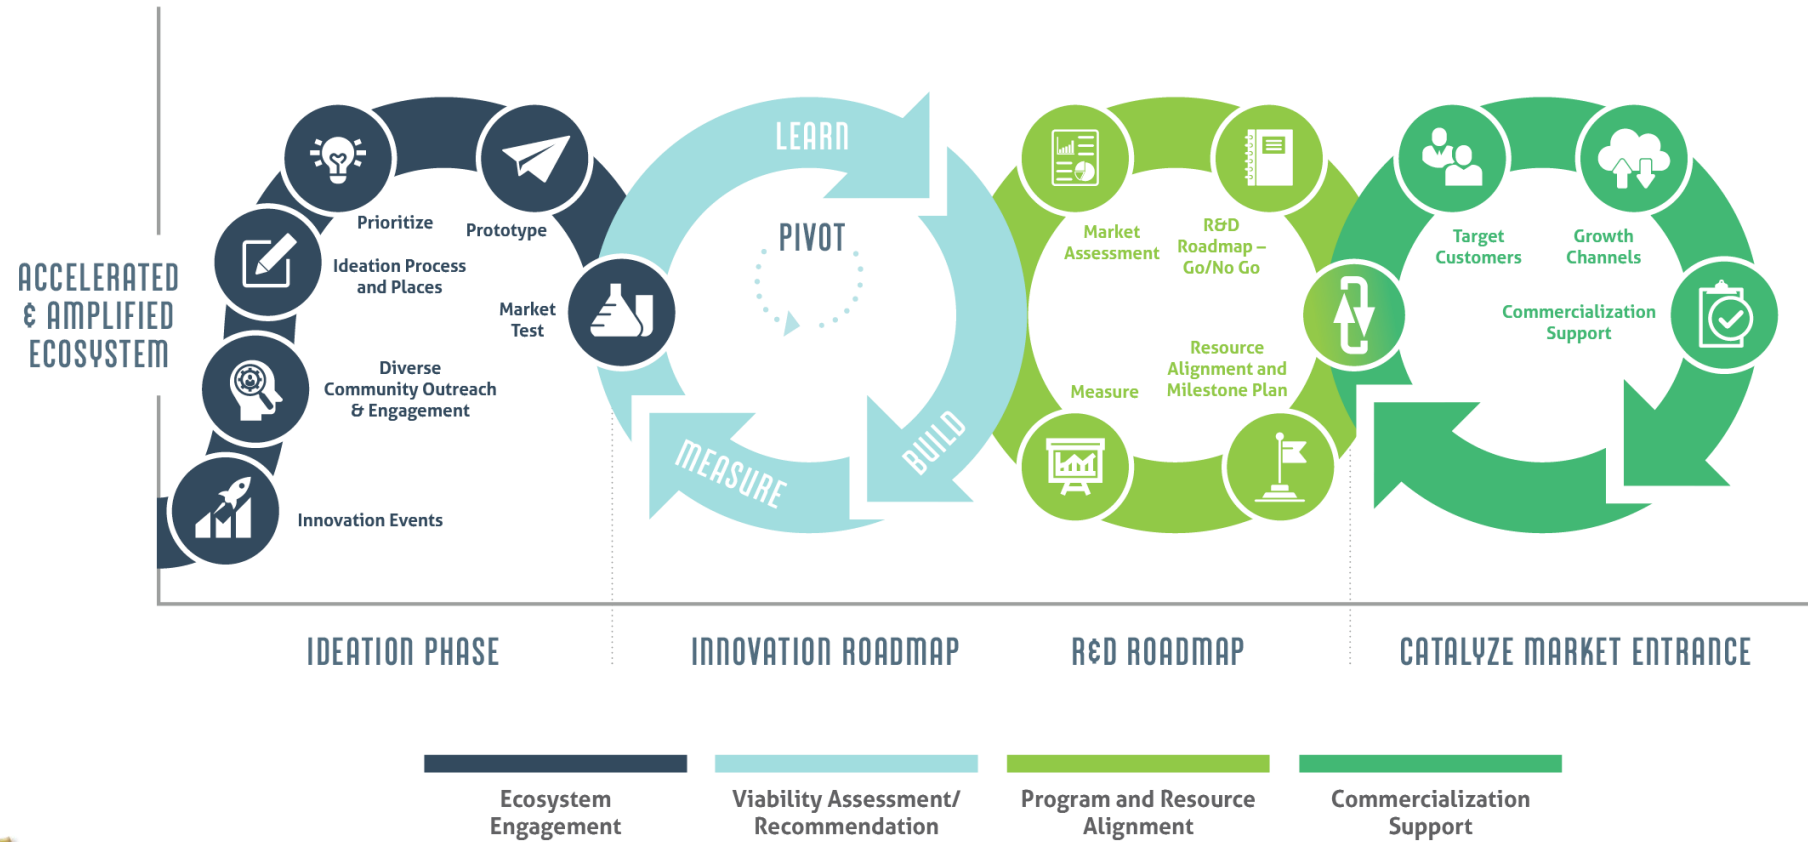 ACCELERATED
& AMPLIFIED
ECOSYSTEM
Prioritize
Prototype
Ideation Process
and Places
Market
Test
Diverse
Community Outreach
& Engagement
Innovation Events
LEARN
PIVOT
BUILD
MEASURE
Market
Assessment
R&D
Roadmap –
Go/No Go
Measure
Resource
Alignment and
Milestone Plan
Target
Customers
Growth
Channels
Commercialization
Support
IDEATION PHASE
INNOVATION ROADMAP
R&D ROADMAP
CATALYZE MARKET ENTRANCE
Ecosystem
Engagement
Viability Assessment/
Recommendation
Program and Resource
Alignment
Commercialization
Support